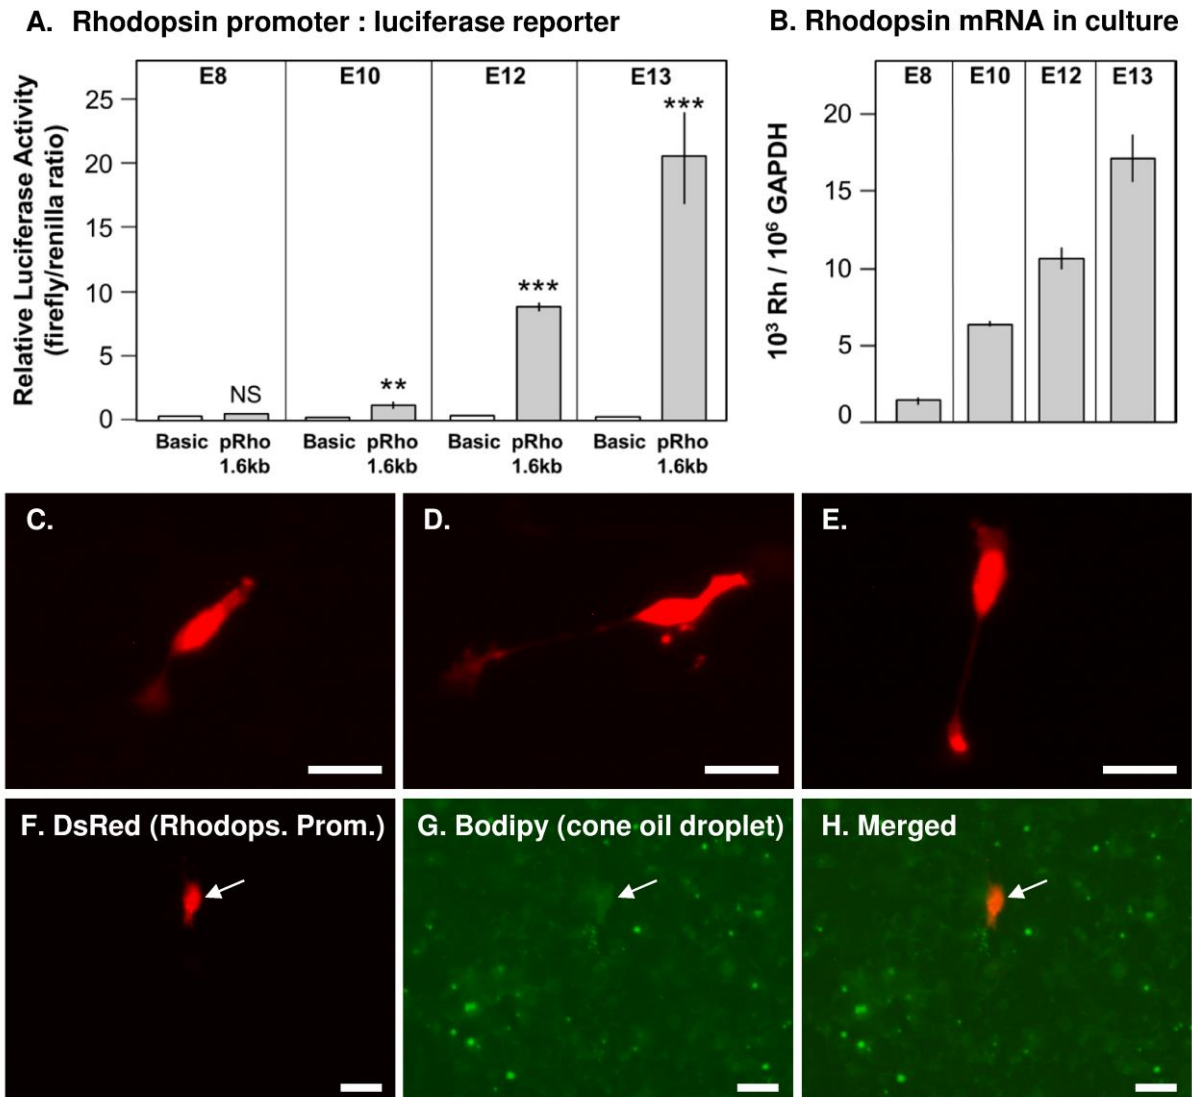 A. Rhodopsin promoter : luciferase reporter
Relative Luciferase Activity
(firefly/renilla ratio)
25
20
15
10
5
0
E8
E10
E12
E13
NS
**
***
***
Basic
pRho
1.6kb
Basic
pRho
1.6kb
Basic
pRho
1.6kb
Basic
pRho
1.6kb
B. Rhodopsin mRNA in culture
10³ Rh / 10⁶ GAPDH
20
15
10
5
0
E8
E10
E12
E13
C.
D.
E.
F. DsRed (Rhodops. Prom.)
G. Bodipy (cone oil droplet)
H. Merged